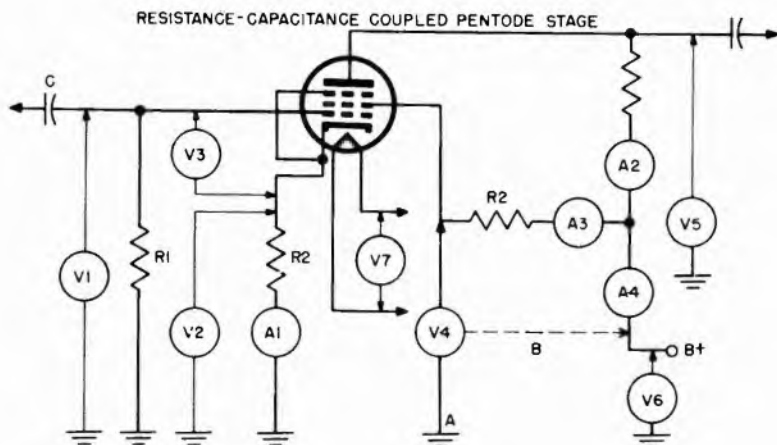 RESISTANCE-CAPACITANCE COUPLED PENTODE STAGE
C
V3
A2
R2
A3
V5
R1
R2
V7
V1
A4
V2
A1
V4
B
B+
A
V6